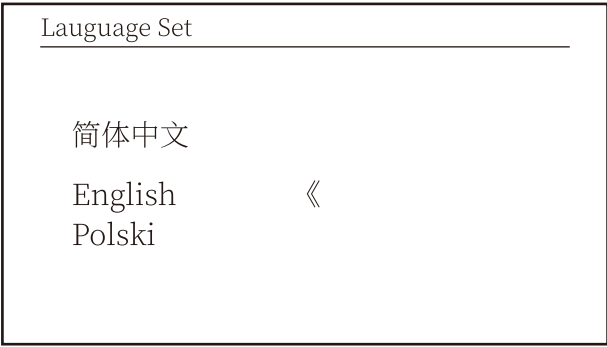 Lauguage Set
简体中文
English 《
Polski